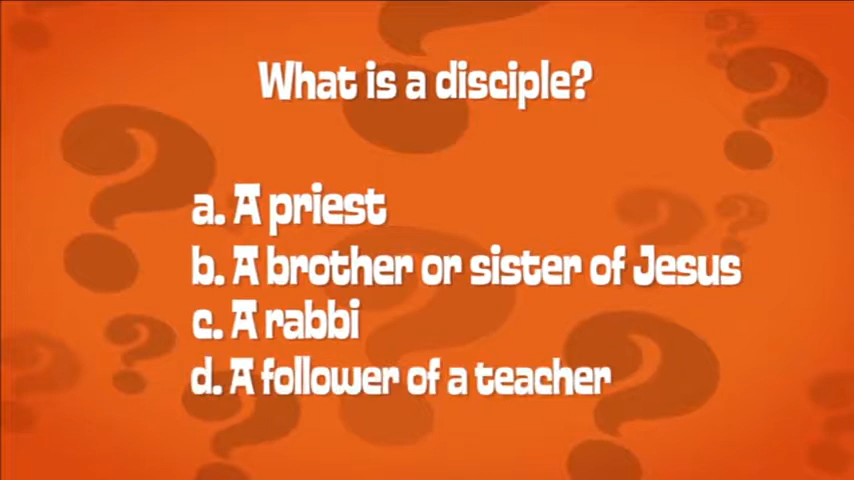 What is a disciple?
a. A priest
b. A brother or sister of Jesus
c. A rabbi
d. A follower of a teacher